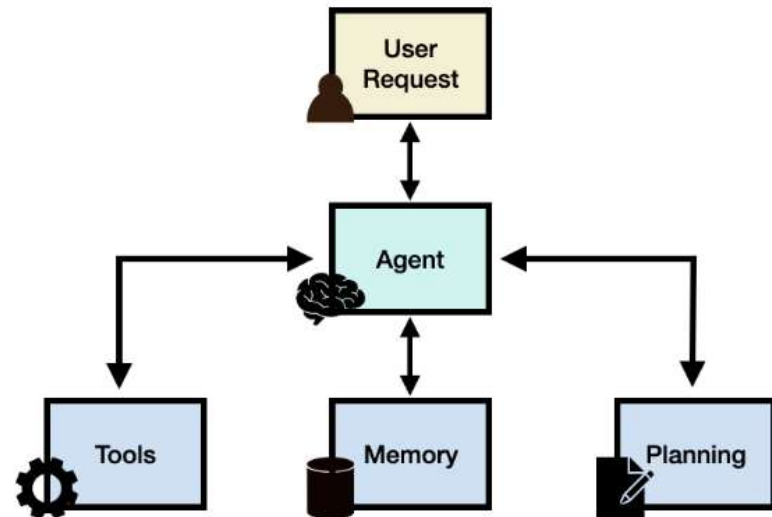 User
Request
Agent
Tools
Memory
Planning